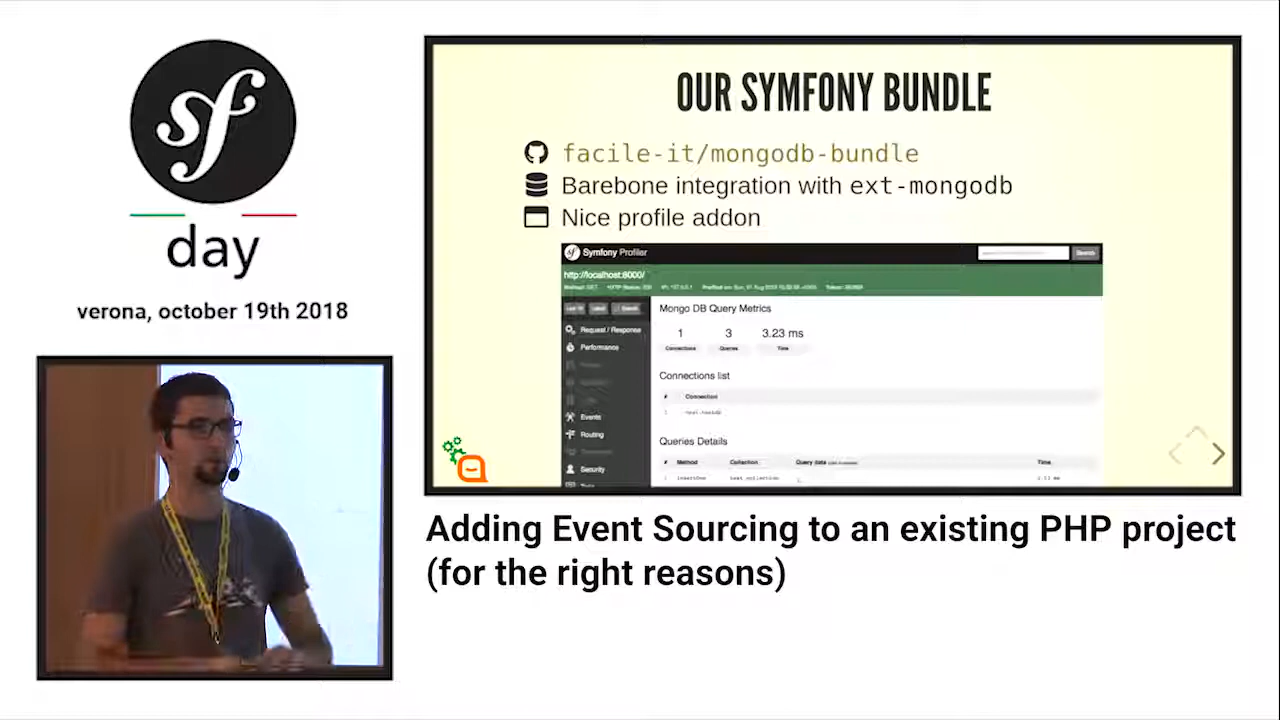 sf
day
verona, october 19th 2018
OUR SYMFONY BUNDLE
facile-it/mongodb-bundle
Barebone integration with ext-mongodb
Nice profile addon
sf Symfony Profiler
Search
http://localhost:8000/
Request / Response
Performance
Events
Routing
Security
Mongo DB Query Metrics
1 3 3.23 ms
Connections Queries Time
Connections list
# Connection
Queries Details
# Method Collection Query data Time
Adding Event Sourcing to an existing PHP project
(for the right reasons)